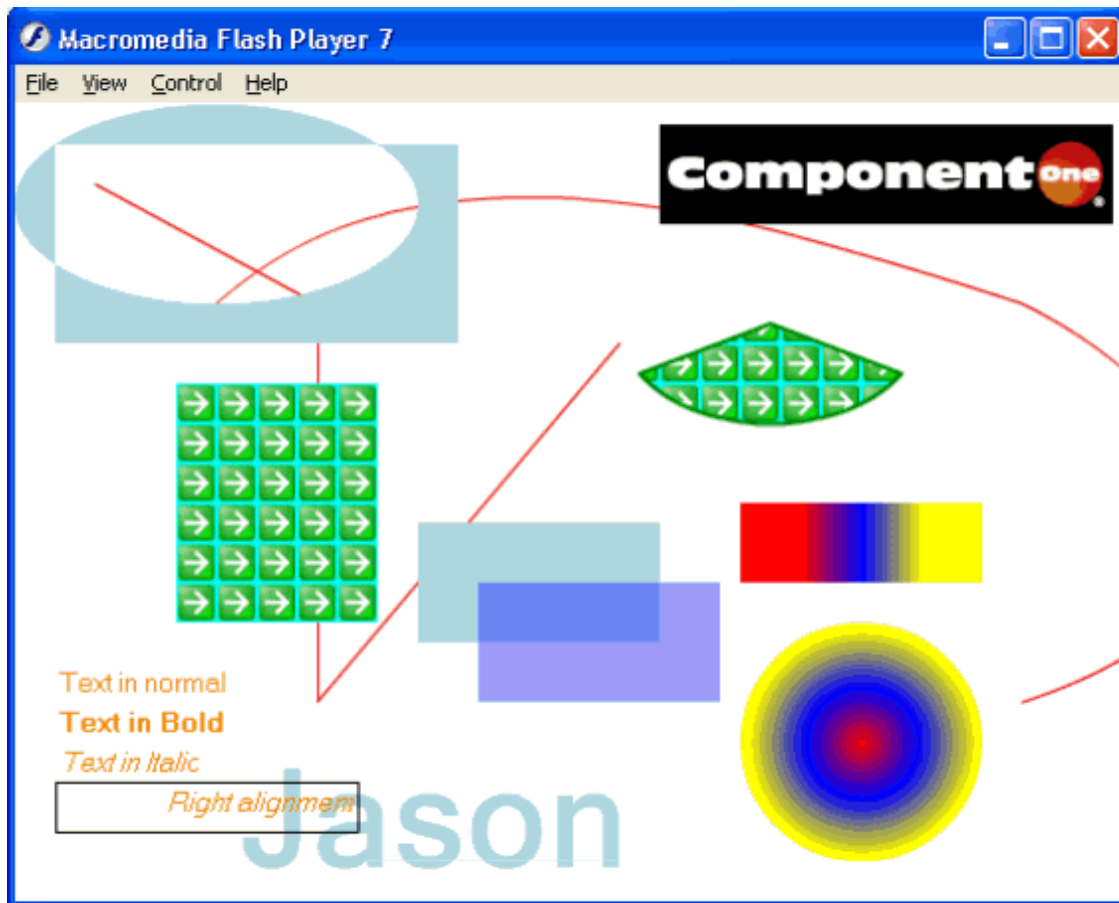 Macromedia Flash Player 7
File View Control Help
Component One ®
Text in normal
Text in Bold
Text in Italic
Right alignment
Jason